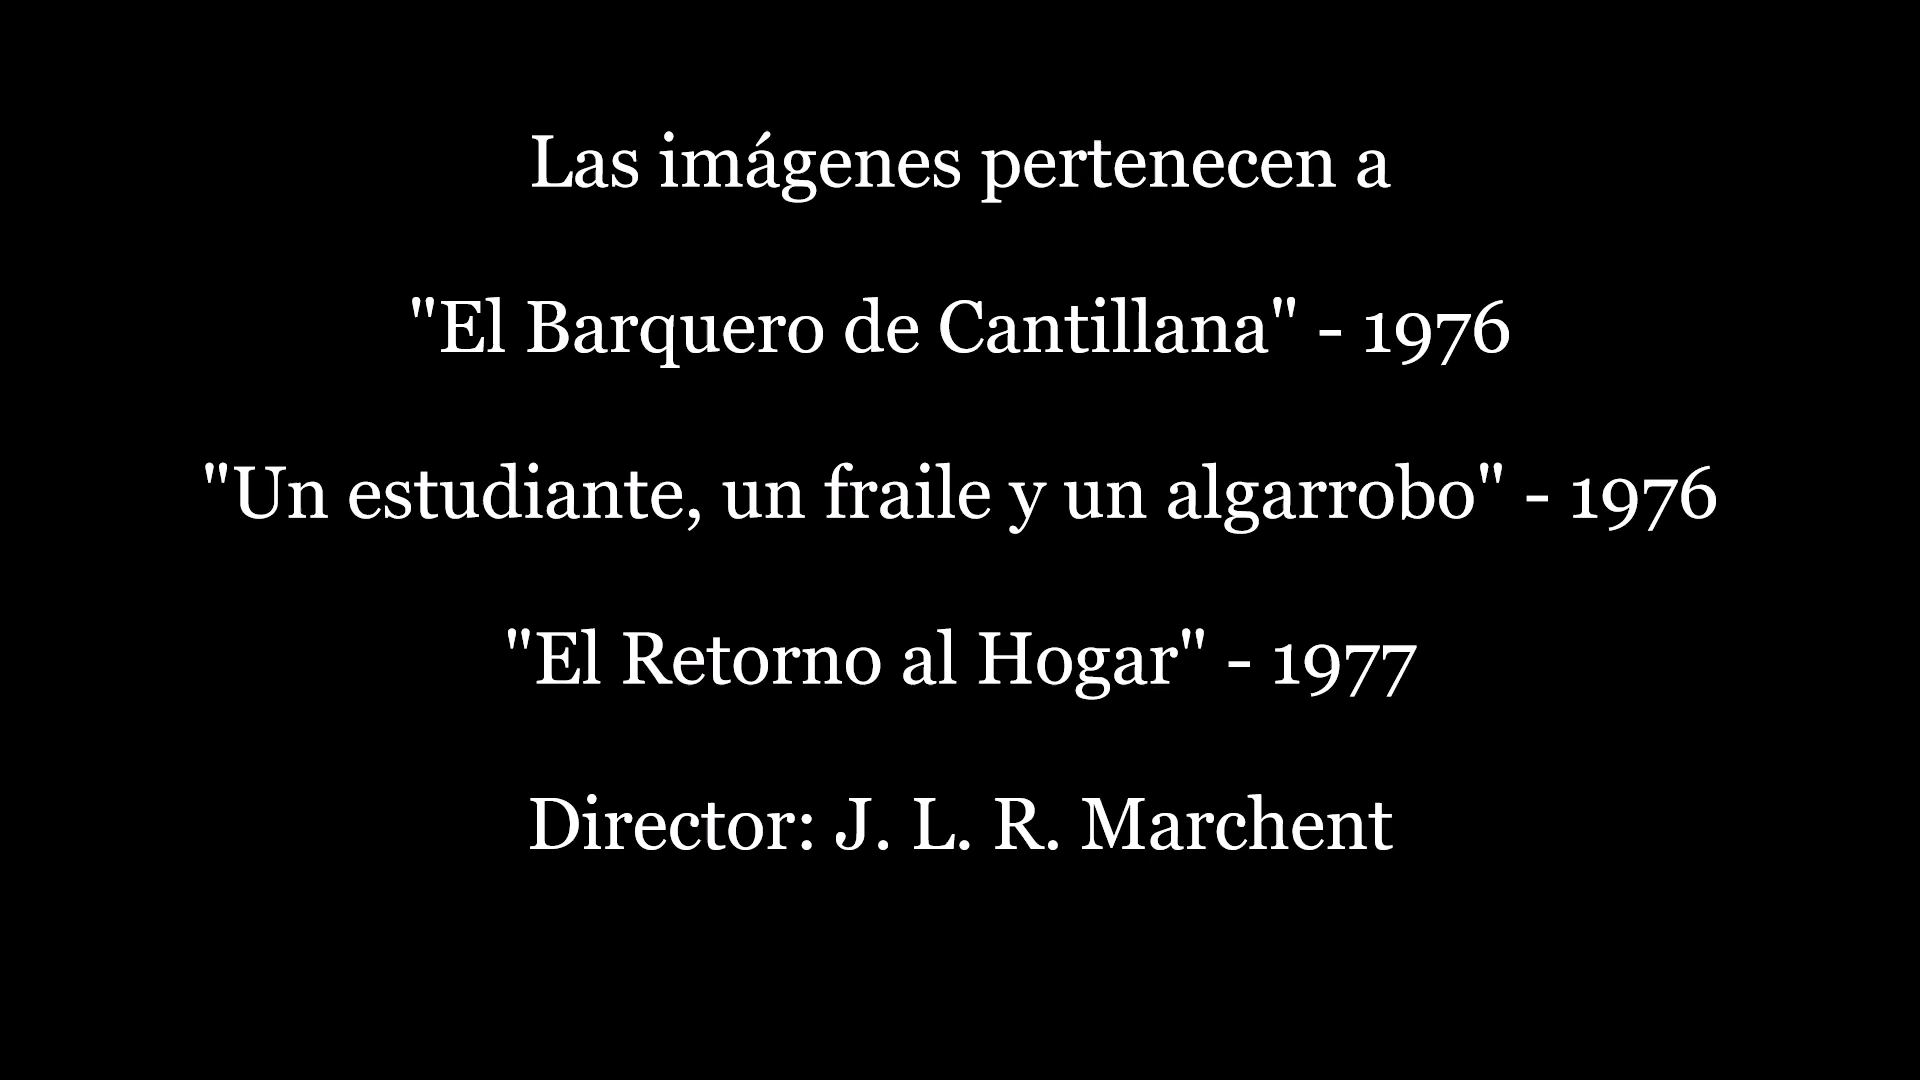 Las imágenes pertenecen a
"El Barquero de Cantillana" - 1976
"Un estudiante, un fraile y un algarrobo" - 1976
"El Retorno al Hogar" - 1977
Director: J. L. R. Marchent